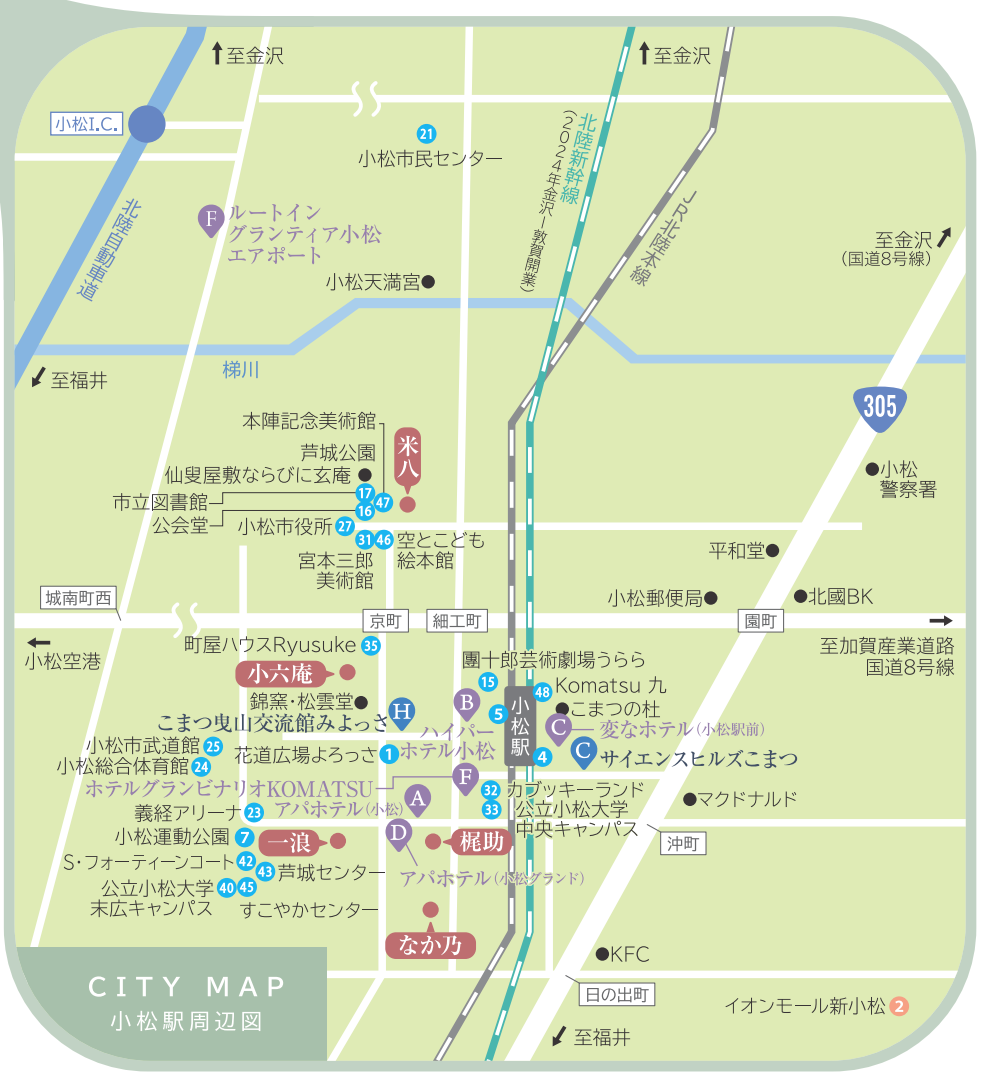 至金沢
至金沢
小松I.C.
21
小松市民センター
北陸新幹線
(2024年金沢ー敦賀開業)
JR北陸本線
北陸自動車道
F
ルートイン
グランティア小松
エアポート
至金沢
(国道8号線)
小松天満宮
梯川
至福井
305
本陣記念美術館
米八
芦城公園
仙叟屋敷ならびに玄庵
小松
警察署
17
47
市立図書館
16
公会堂
小松市役所
27
31
46
空とこども
絵本館
宮本三郎
美術館
平和堂
城南町西
京町
細工町
小松郵便局
園町
北國BK
至加賀産業道路
国道8号線
小松空港
町屋ハウスRyusuke
35
團十郎芸術劇場うらら
小六庵
15
48
Komatsu 九
錦窯・松雲堂
H
こまつ曳山交流館みよっさ
B
ハイパー
ホテル小松
5
小松駅
こまつの杜
C
変なホテル(小松駅前)
小松市武道館
25
小松総合体育館
24
花道広場よろっさ
1
4
C
サイエンスヒルズこまつ
ホテルグランビナリオKOMATSU
F
32
カブッキーランド
アパホテル(小松)
A
33
公立小松大学
中央キャンパス
マクドナルド
義経アリーナ
23
小松運動公園
7
一浪
D
梶助
沖町
S・フォーティーンコート
42
43
芦城センター
アパホテル(小松グランド)
公立小松大学
40
45
末広キャンパス
すこやかセンター
なか乃
KFC
CITY MAP
小松駅周辺図
日の出町
イオンモール新小松
2
至福井